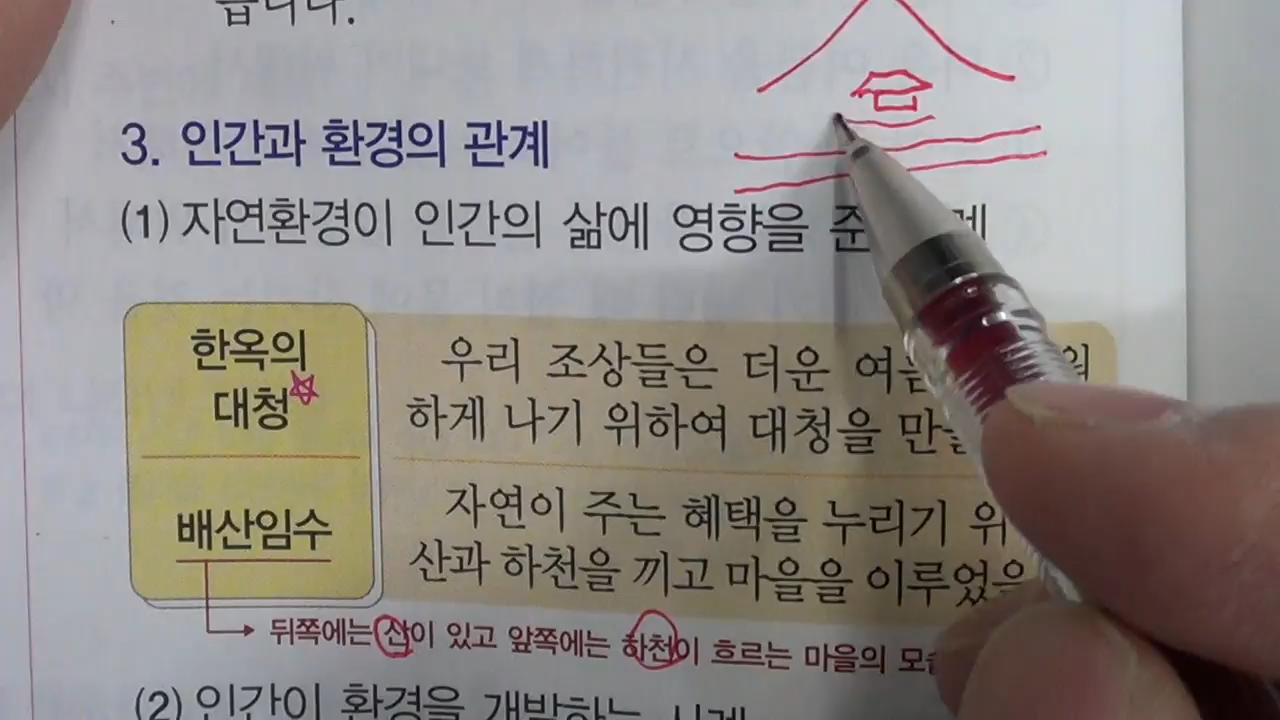 습니다.
3. 인간과 환경의 관계
(1) 자연환경이 인간의 삶에 영향을 준
한옥의
대청
우리 조상들은 더운
하게 나기 위하여 대청을
배산임수
자연이 주는 혜택을 누리기
산과 하천을 끼고 마을을
뒤쪽에는 산이 있고 앞쪽에는 하천이 흐르는 마을의
(2) 인간이 환경을 개발하는 사례